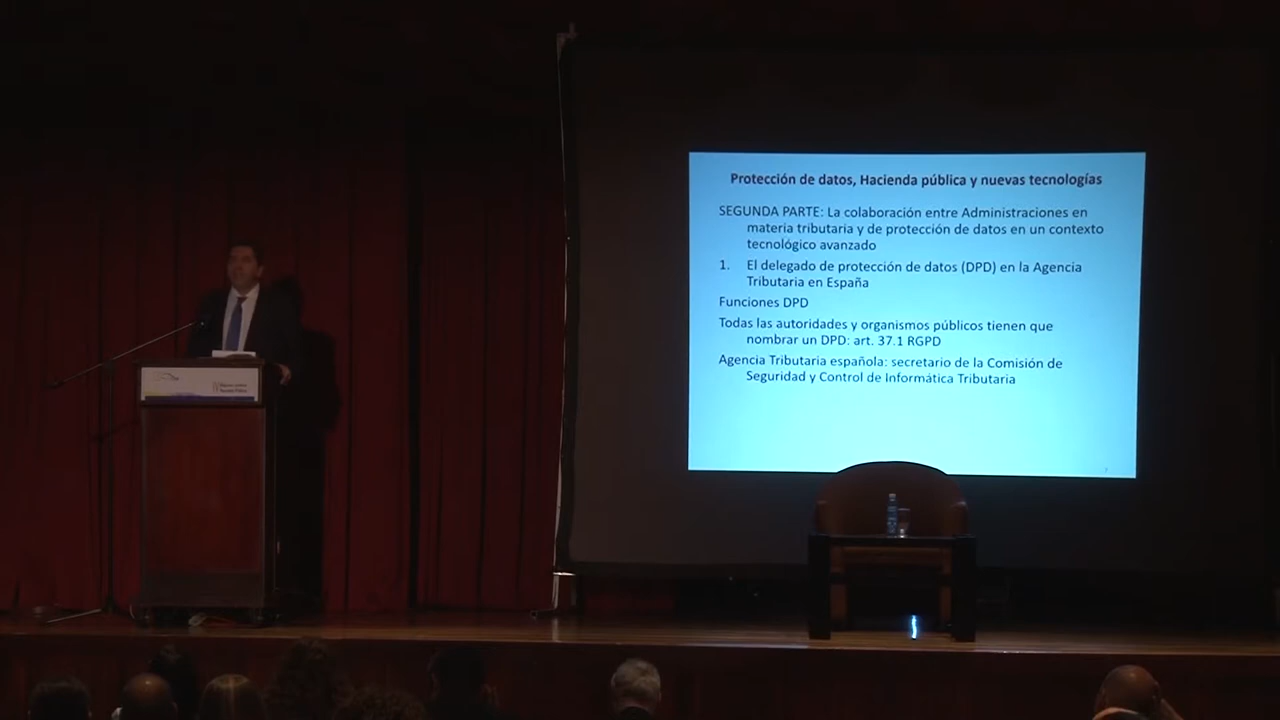 Protección de datos, Hacienda pública y nuevas tecnologías
SEGUNDA PARTE: La colaboración entre Administraciones en
materia tributaria y de protección de datos en un contexto
tecnológico avanzado
1. El delegado de protección de datos (DPD) en la Agencia
Tributaria en España
Funciones DPD
Todas las autoridades y organismos públicos tienen que
nombrar un DPD: art. 37.1 RGPD
Agencia Tributaria española: secretario de la Comisión de
Seguridad y Control de Informática Tributaria